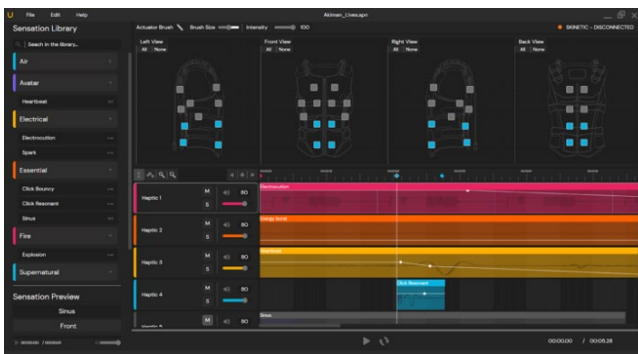 File Edit Help
Akiman_Lives.apo
Sensation Library
Actuator Brush Brush Size Intensity 100
SKINETIC - DISCONNECTED
Search in the library...
Left View
All None
Front View
All None
Right View
All None
Back View
All None
Air
Avatar
Heartbeat
Electrical
Electrocution
Spark
Essential
Click Bouncy
Click Resonant
Sinus
Fire
Explosion
Supernatural
Sensation Preview
Sinus
Front
Electrocution
Haptic 1 M 80
S
Energy burst
Haptic 2 M 80
S
Heartbeat
Haptic 3 M 80
S
Click Resonant
Haptic 4 M 80
S
Sinus
Haptic 5 M 80
00:00.00 / 00:05.28